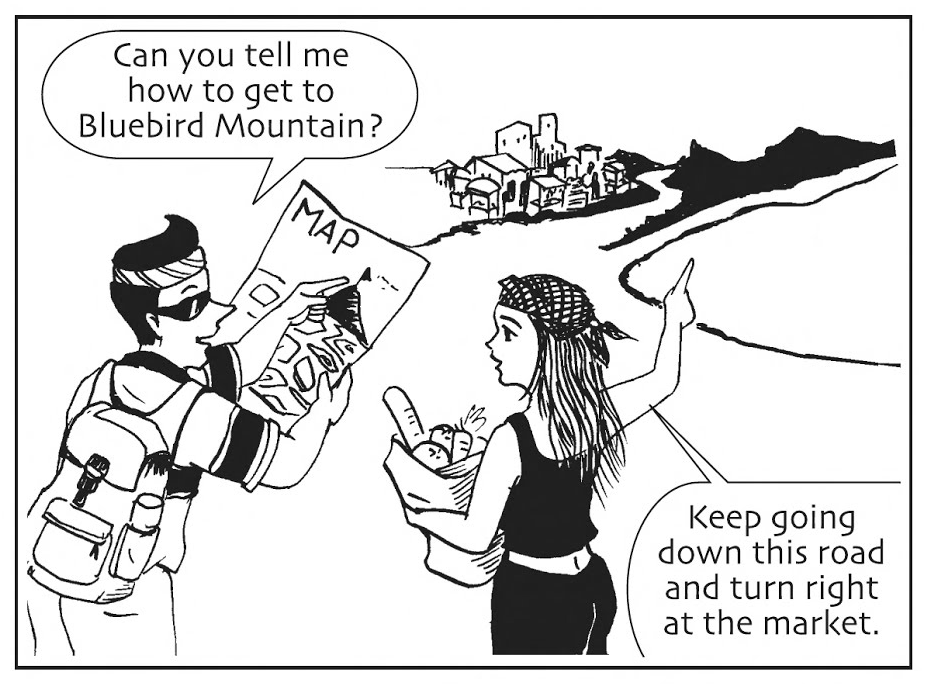 Can you tell me
how to get to
Bluebird Mountain?
MAP
Keep going
down this road
and turn right
at the market.